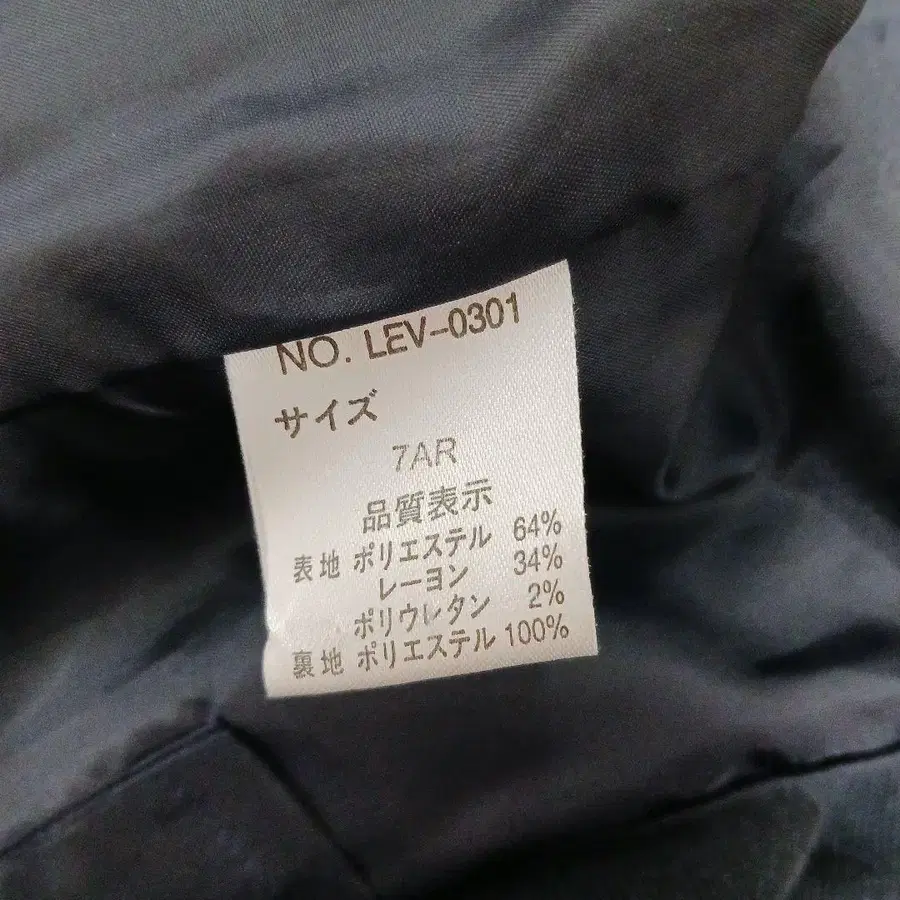 NO. LEV-0301
サイズ
7AR
品質表示
表地 ポリエステル 64%
レーヨン 34%
ポリウレタン 2%
裏地 ポリエステル 100%